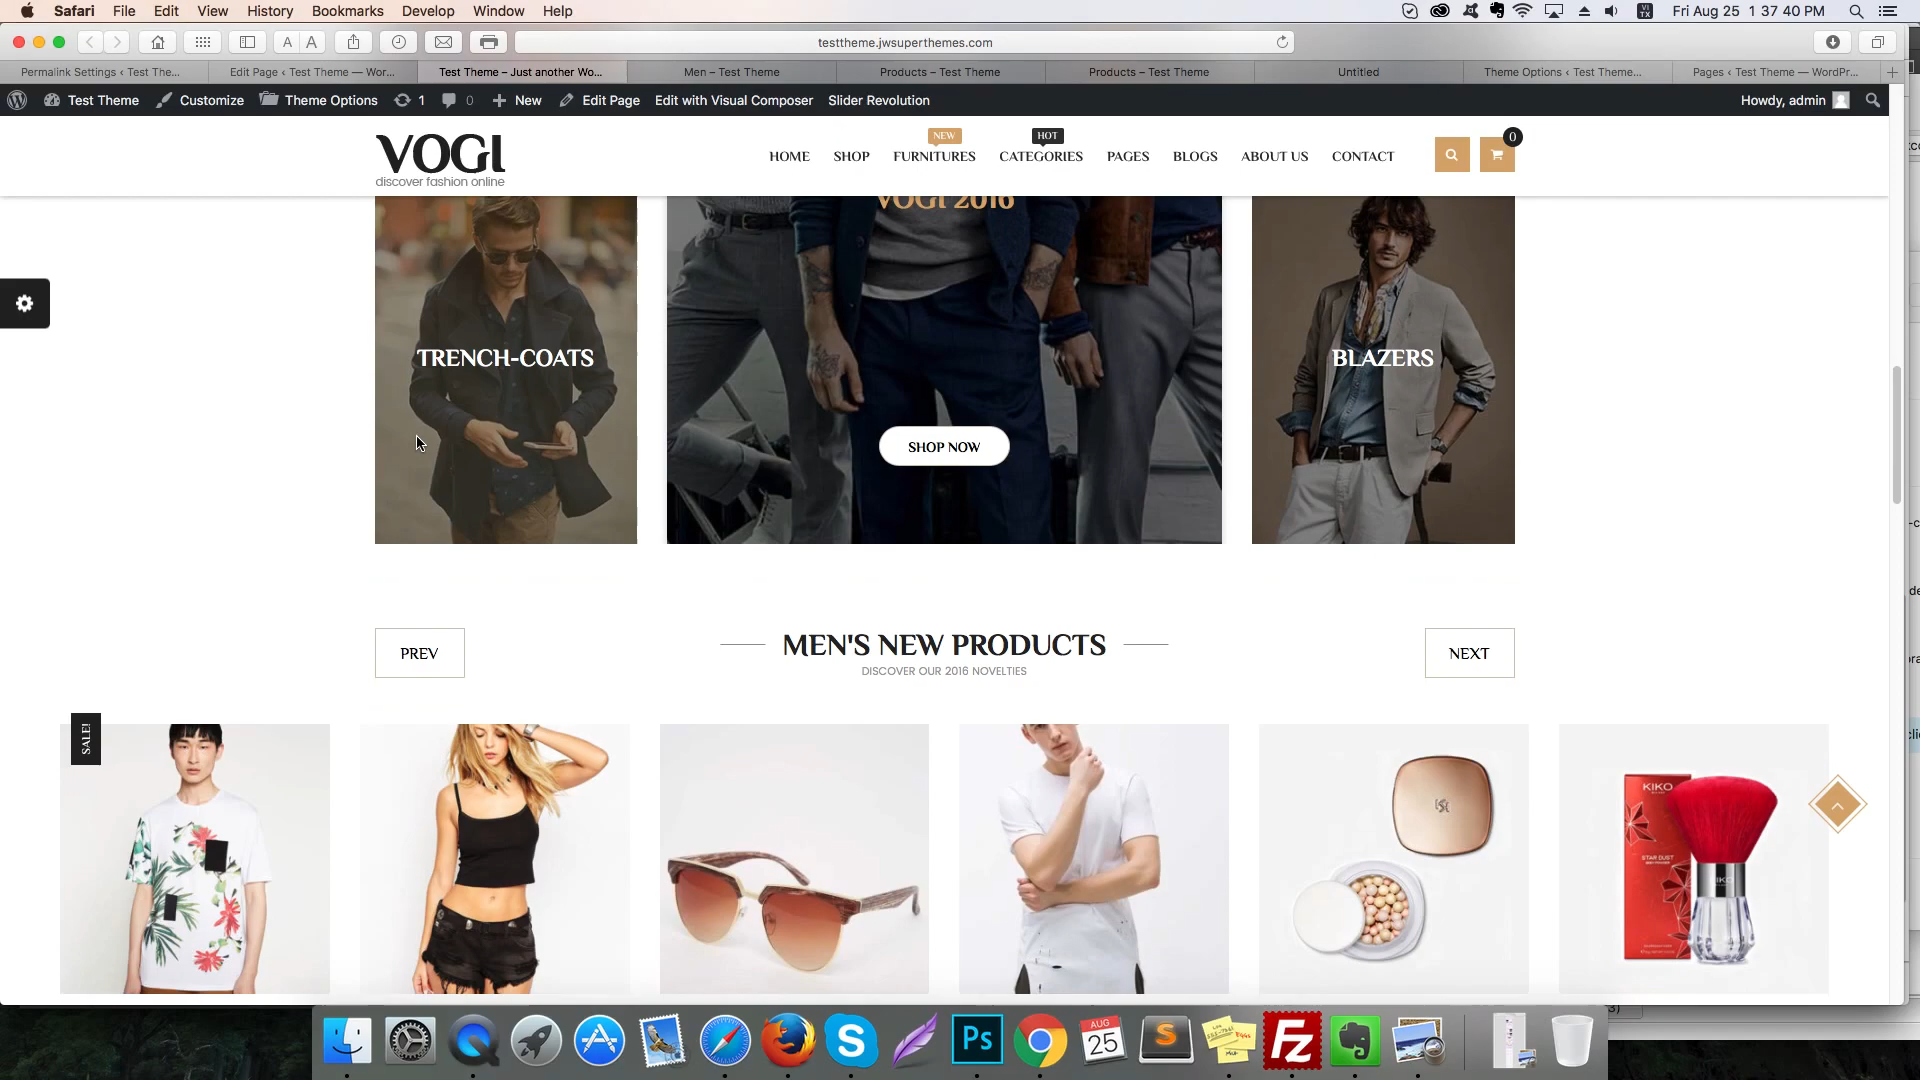 Safari File Edit View History Bookmarks Develop Window Help
VI
TX
Fri Aug 25 1 37 40 PM
A A
testtheme.jwsuperthemes.com
Permalink Settings ‹ Test The...
Edit Page ‹ Test Theme — Wor...
Test Theme – Just another Wo...
Men – Test Theme
Products – Test Theme
Products – Test Theme
Untitled
Theme Options ‹ Test Theme...
Pages ‹ Test Theme — WordPr...
Test Theme Customize Theme Options 1 0 New Edit Page Edit with Visual Composer Slider Revolution Howdy, admin
VOGI
discover fashion online
NEW
HOT
0
HOME SHOP FURNITURES CATEGORIES PAGES BLOGS ABOUT US CONTACT
VOGI 2016
TRENCH-COATS
BLAZERS
SHOP NOW
PREV
MEN'S NEW PRODUCTS
DISCOVER OUR 2016 NOVELTIES
NEXT
SALE!
KIKO
STAR DUST
KIKO
Ps
AUG
25
S
Fz